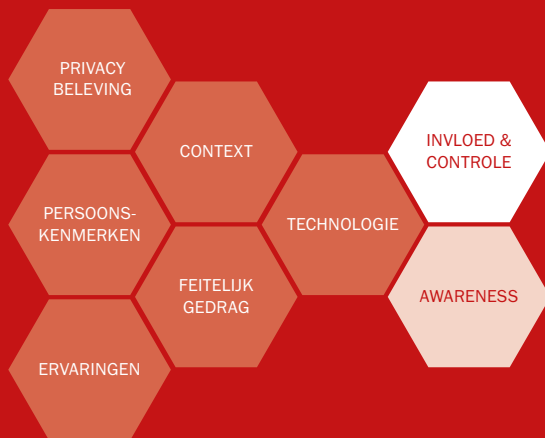 PRIVACY
BELEVING
CONTEXT
INVLOED &
CONTROLE
PERSOONS-
KENMERKEN
TECHNOLOGIE
FEITELIJK
GEDRAG
AWARENESS
ERVARINGEN